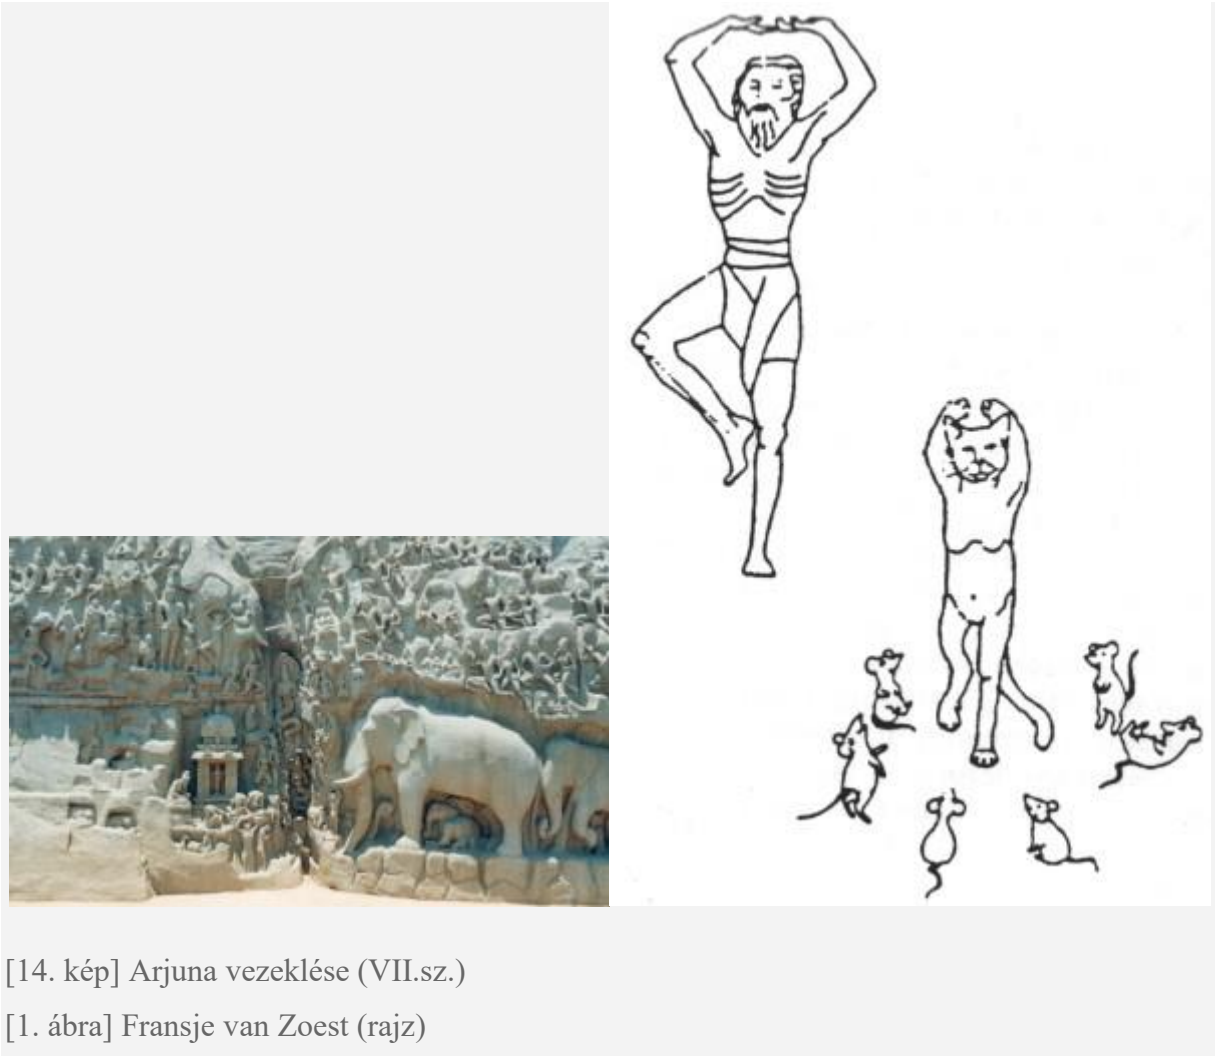 [14. kép] Arjuna vezeklése (VII.sz.)
[1. ábra] Fransje van Zoest (rajz)